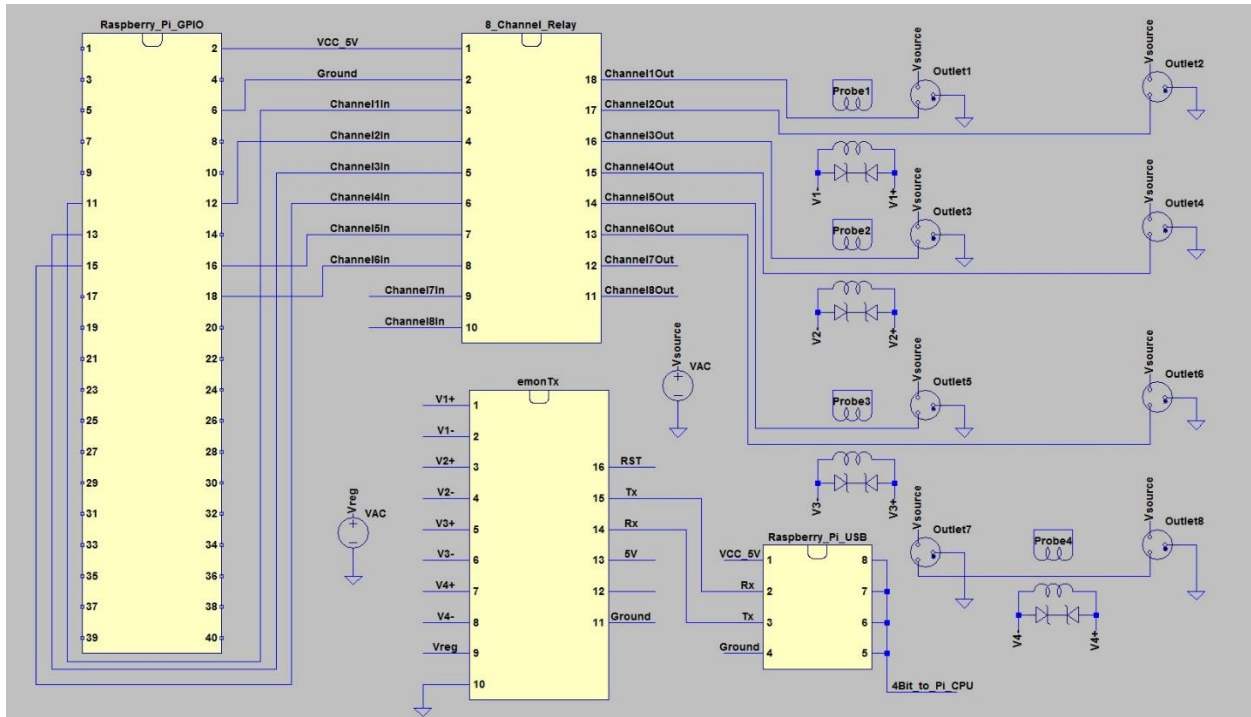 Raspberry_Pi_GPIO
1 2
3 4
5 6
7 8
9 10
11 12
13 14
15 16
17 18
19 20
21 22
23 24
25 26
27 28
29 30
31 32
33 34
35 36
37 38
39 40
VCC_5V
Ground
Channel1In
Channel2In
Channel3In
Channel4In
Channel5In
Channel6In
Channel7In
Channel8In
8_Channel_Relay
1
2 18
3 17
4 16
5 15
6 14
7 13
8 12
9 11
10
Channel1Out
Channel2Out
Channel3Out
Channel4Out
Channel5Out
Channel6Out
Channel7Out
Channel8Out
Vsource
Outlet1
Probe1
V1-
V1+
Vsource
Outlet2
Vsource
Outlet3
Probe2
V2-
V2+
Vsource
Outlet4
Vsource
VAC
+
−
Vsource
Outlet5
Probe3
V3-
V3+
Vsource
Outlet6
Vsource
Outlet7
Probe4
V4-
V4+
Vsource
Outlet8
Vreg
VAC
+
−
emonTx
V1+ 1
V1- 2
V2+ 3 16 RST
V2- 4 15 Tx
V3+ 5 14 Rx
V3- 6 13 5V
V4+ 7 12
V4- 8 11 Ground
Vreg 9
10
Raspberry_Pi_USB
VCC_5V 1 8
Rx 2 7
Tx 3 6
Ground 4 5
4Bit_to_Pi_CPU